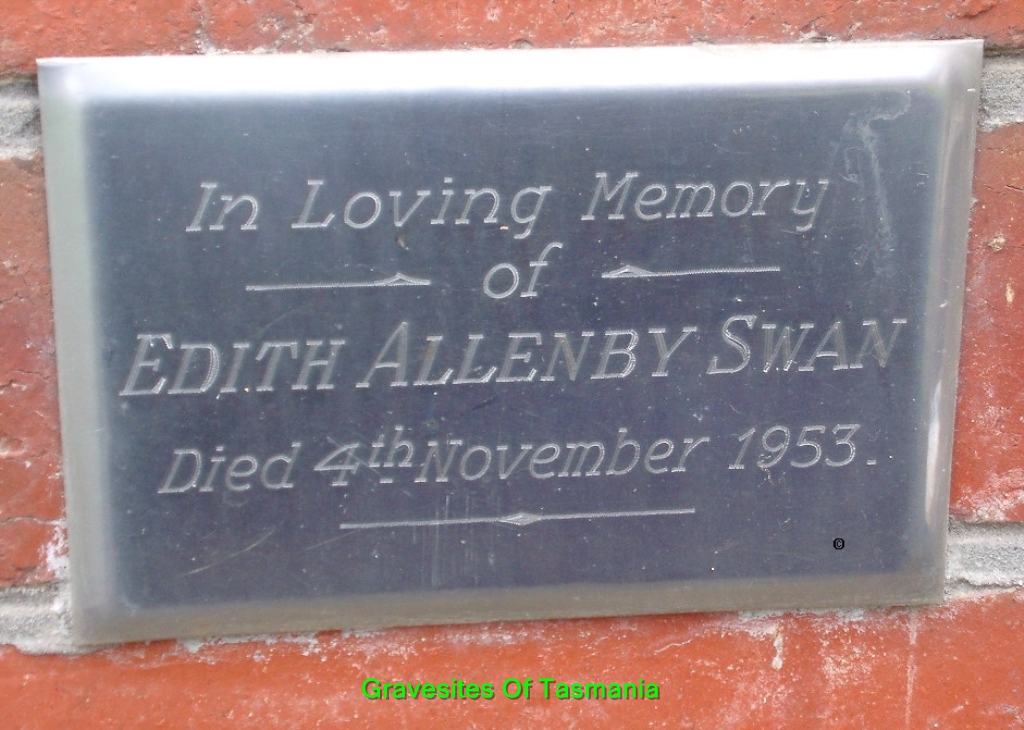 In Loving Memory
of
EDITH ALLENBY SWAN
Died 4th November 1953.
©
Gravesites Of Tasmania